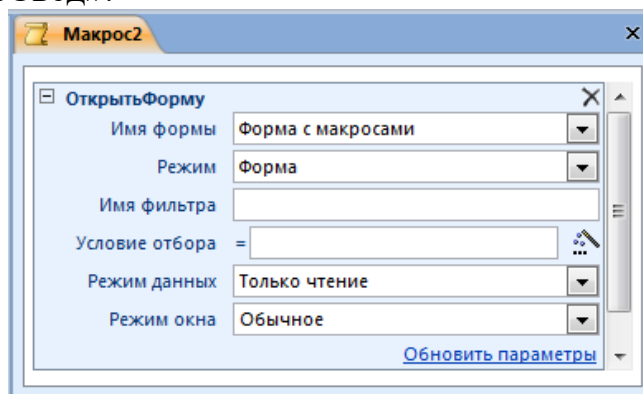 Макрос2
ОткрытьФорму
Имя формы Форма с макросами
Режим Форма
Имя фильтра
Условие отбора =
Режим данных Только чтение
Режим окна Обычное
Обновить параметры